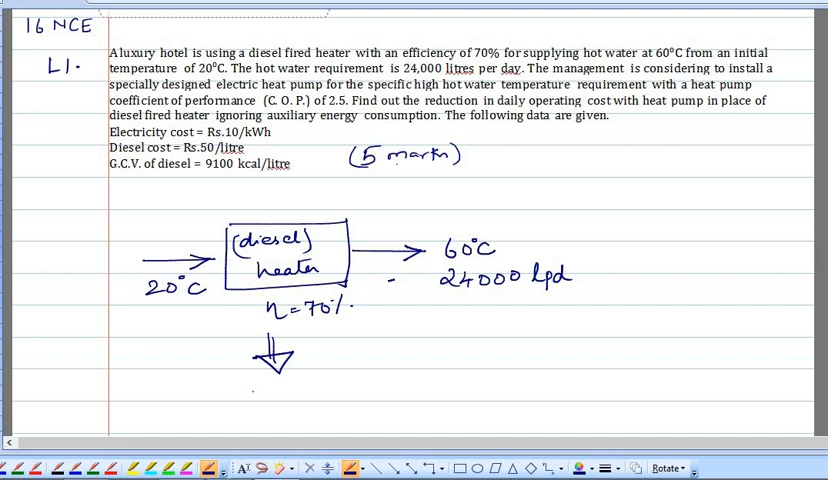 16 NCE
L1.
A luxury hotel is using a diesel fired heater with an efficiency of 70% for supplying hot water at 60°C from an initial
temperature of 20°C. The hot water requirement is 24,000 litres per day. The management is considering to install a
specially designed electric heat pump for the specific high hot water temperature requirement with a heat pump
coefficient of performance (C. O. P.) of 2.5. Find out the reduction in daily operating cost with heat pump in place of
diesel fired heater ignoring auxiliary energy consumption. The following data are given.
Electricity cost = Rs.10/kWh
Diesel cost = Rs.50/litre
G.C.V. of diesel = 9100 kcal/litre
(5 marks)
(diesel)
heater
20°C
60°C
24000 lpd
η = 70%.
Rotate